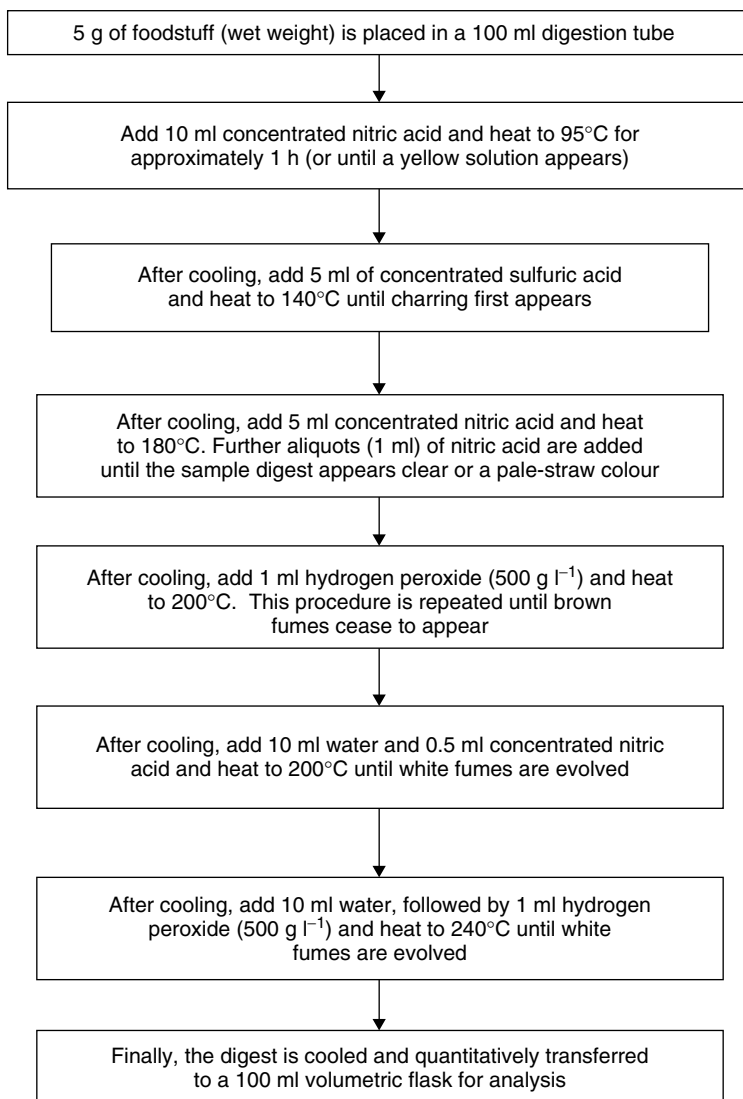 5 g of foodstuff (wet weight) is placed in a 100 ml digestion tube
Add 10 ml concentrated nitric acid and heat to 95°C for
approximately 1 h (or until a yellow solution appears)
After cooling, add 5 ml of concentrated sulfuric acid
and heat to 140°C until charring first appears
After cooling, add 5 ml concentrated nitric acid and heat
to 180°C. Further aliquots (1 ml) of nitric acid are added
until the sample digest appears clear or a pale-straw colour
After cooling, add 1 ml hydrogen peroxide (500 g l⁻¹) and heat
to 200°C. This procedure is repeated until brown
fumes cease to appear
After cooling, add 10 ml water and 0.5 ml concentrated nitric
acid and heat to 200°C until white fumes are evolved
After cooling, add 10 ml water, followed by 1 ml hydrogen
peroxide (500 g l⁻¹) and heat to 240°C until white
fumes are evolved
Finally, the digest is cooled and quantitatively transferred
to a 100 ml volumetric flask for analysis